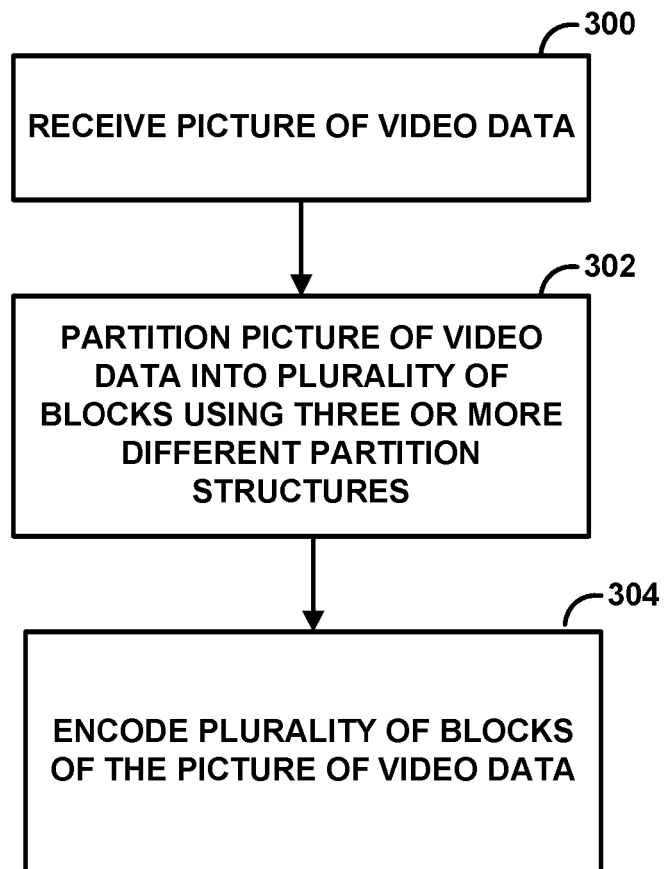 300
RECEIVE PICTURE OF VIDEO DATA
302
PARTITION PICTURE OF VIDEO
DATA INTO PLURALITY OF
BLOCKS USING THREE OR MORE
DIFFERENT PARTITION
STRUCTURES
304
ENCODE PLURALITY OF BLOCKS
OF THE PICTURE OF VIDEO DATA